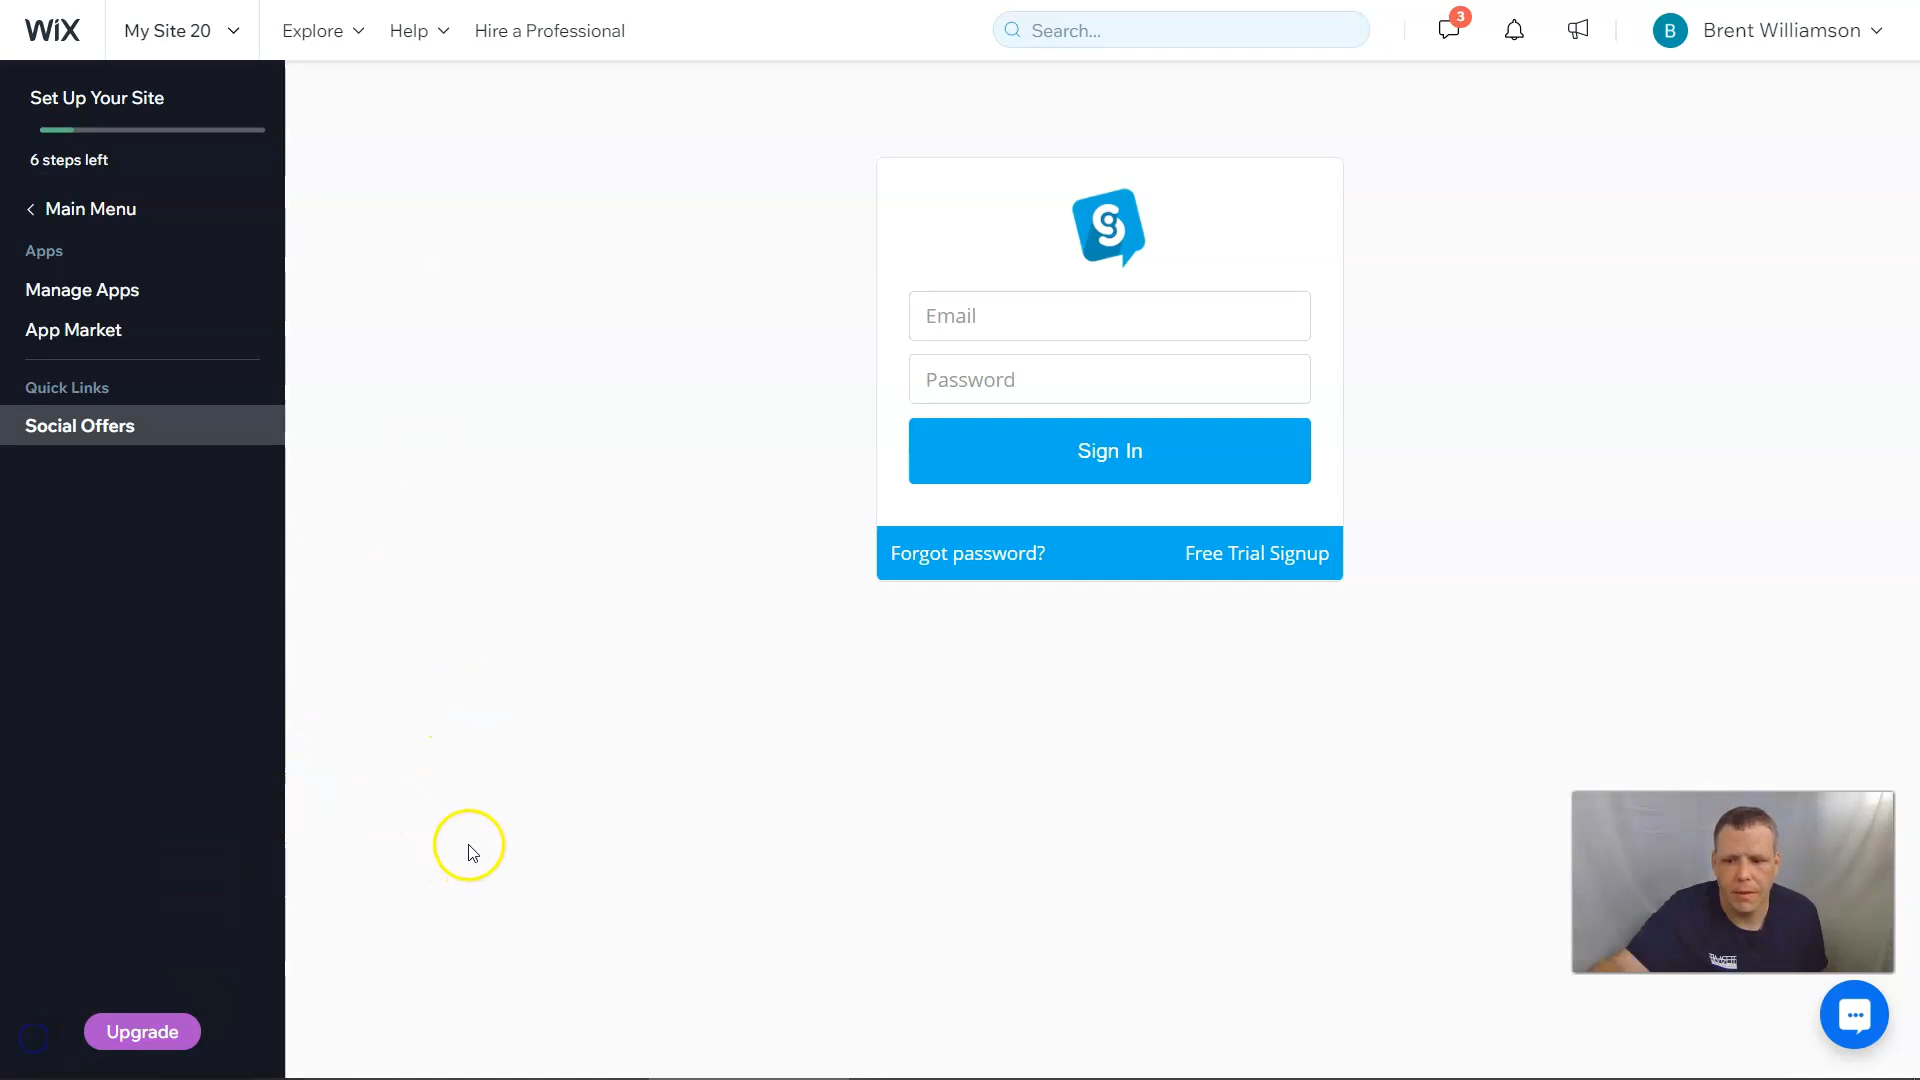 WiX
My Site 20
Explore
Help
Hire a Professional
Search...
3
B
Brent Williamson
Set Up Your Site
6 steps left
Main Menu
Apps
Manage Apps
App Market
Quick Links
Social Offers
Email
Password
Sign In
Forgot password?
Free Trial Signup
Upgrade